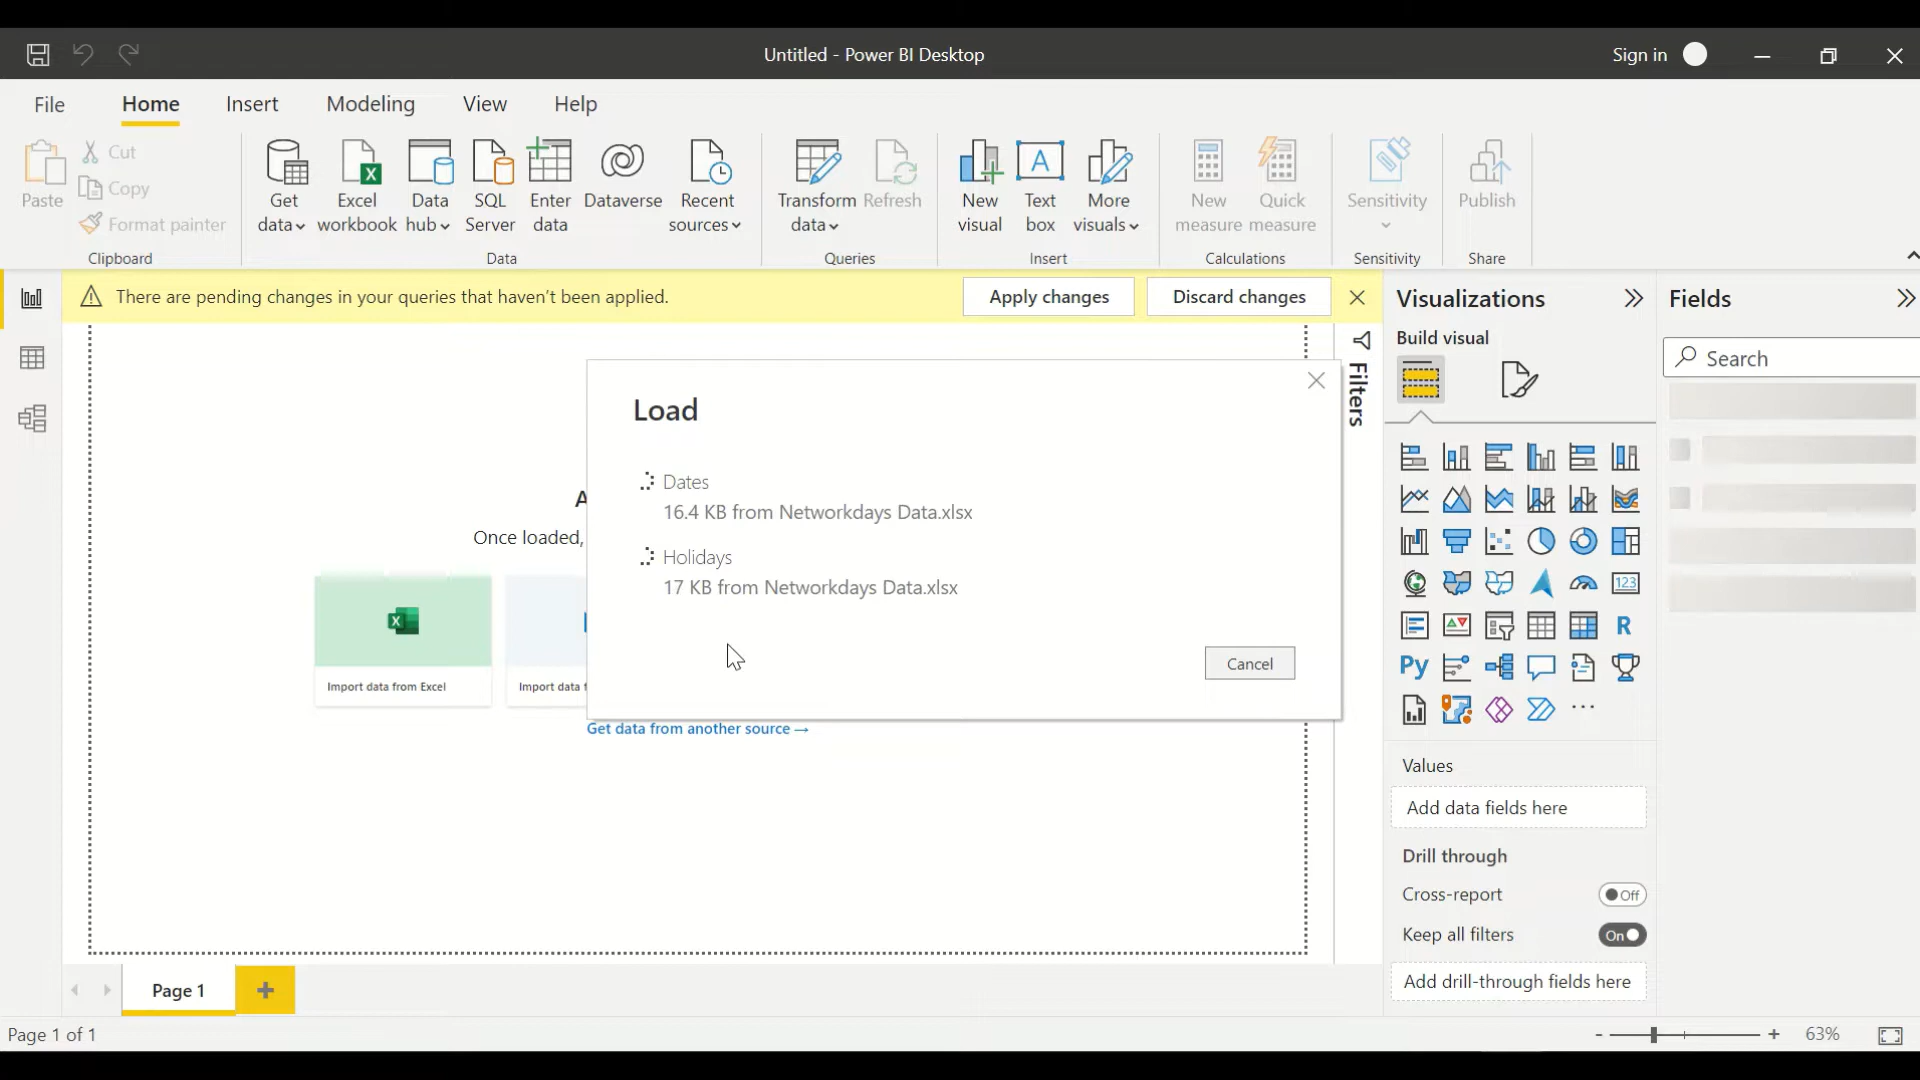 Untitled - Power BI Desktop
Sign in
File
Home
Insert
Modeling
View
Help
Paste
Cut
Copy
Format painter
Clipboard
Get
data
Excel
workbook
Data
hub
SQL
Server
Enter
data
Dataverse
Recent
sources
Data
Transform
data
Refresh
Queries
New
visual
Text
box
More
visuals
Insert
New
measure
Quick
measure
Calculations
Sensitivity
Sensitivity
Publish
Share
There are pending changes in your queries that haven't been applied.
Apply changes
Discard changes
Load
Dates
16.4 KB from Networkdays Data.xlsx
Holidays
17 KB from Networkdays Data.xlsx
Cancel
A
Once loaded,
Import data from Excel
Import data f
Get data from another source →
Filters
Visualizations
Build visual
123
R
Py
Values
Add data fields here
Drill through
Cross-report
Off
Keep all filters
On
Add drill-through fields here
Fields
Search
Page 1
Page 1 of 1
- + 63%